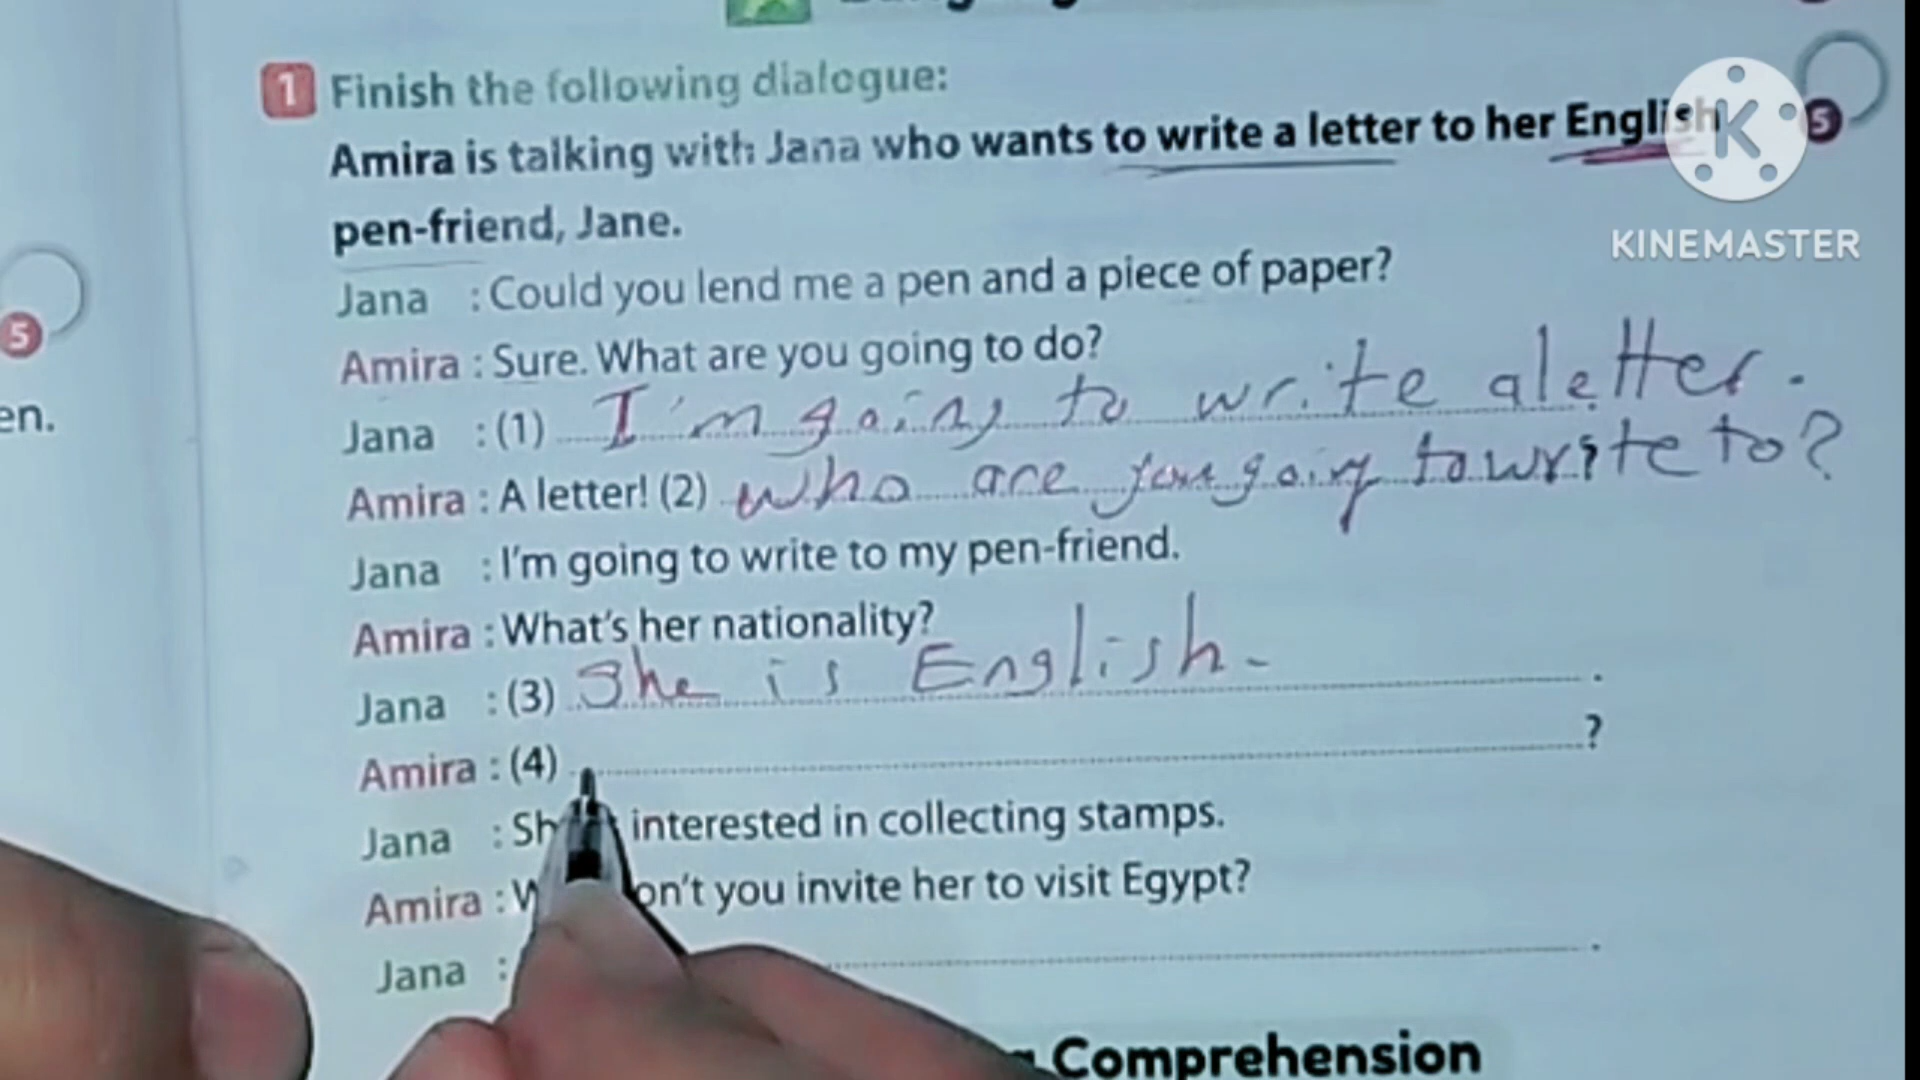 1 Finish the following dialogue:
Amira is talking with Jana who wants to write a letter to her English
5
pen-friend, Jane.
KINEMASTER
Jana : Could you lend me a pen and a piece of paper?
5
Amira : Sure. What are you going to do?
en.
Jana : (1) I'm going to write a letter.
Amira : A letter! (2) who are you going to write to?
Jana : I'm going to write to my pen-friend.
Amira : What's her nationality?
Jana : (3) She is English.
Amira : (4) ?
Jana : interested in collecting stamps.
Amira : you invite her to visit Egypt?
Jana : .
Comprehension